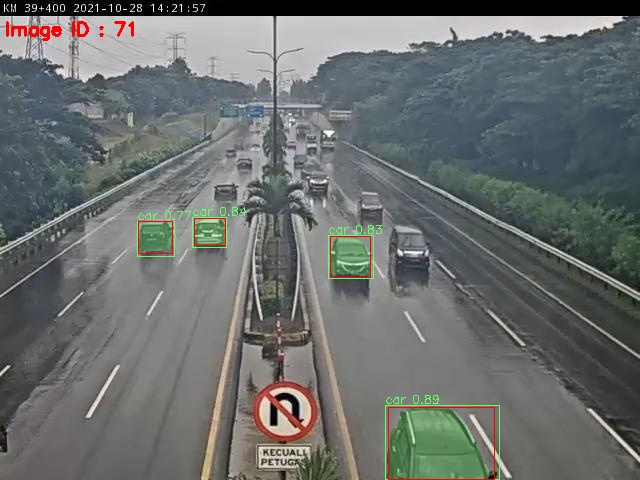 KM 39+400 2021-10-28 14:21:57
Image ID : 71
car 0.77
car 0.84
car 0.83
car 0.89
KECUALI
PETUGAS